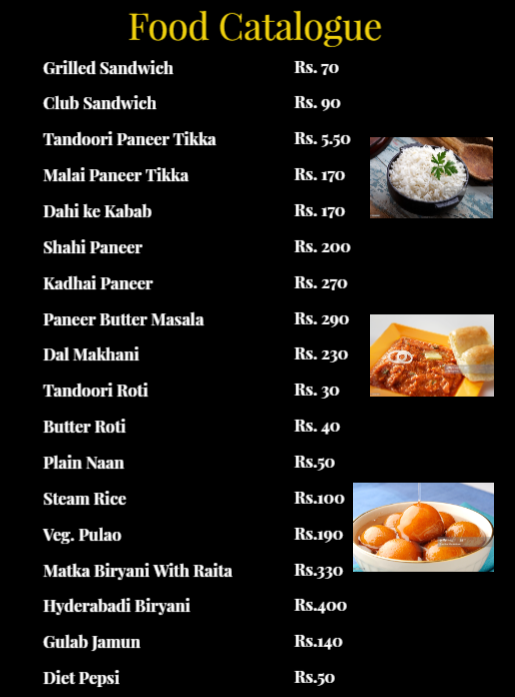 Food Catalogue
Grilled Sandwich Rs. 70
Club Sandwich Rs. 90
Tandoori Paneer Tikka Rs. 5.50
Malai Paneer Tikka Rs. 170
Dahi ke Kabab Rs. 170
Shahi Paneer Rs. 200
Kadhai Paneer Rs. 270
Paneer Butter Masala Rs. 290
Dal Makhani Rs. 230
Tandoori Roti Rs. 30
Butter Roti Rs. 40
Plain Naan Rs.50
Steam Rice Rs.100
Veg. Pulao Rs.190
Matka Biryani With Raita Rs.330
Hyderabadi Biryani Rs.400
Gulab Jamun Rs.140
Diet Pepsi Rs.50